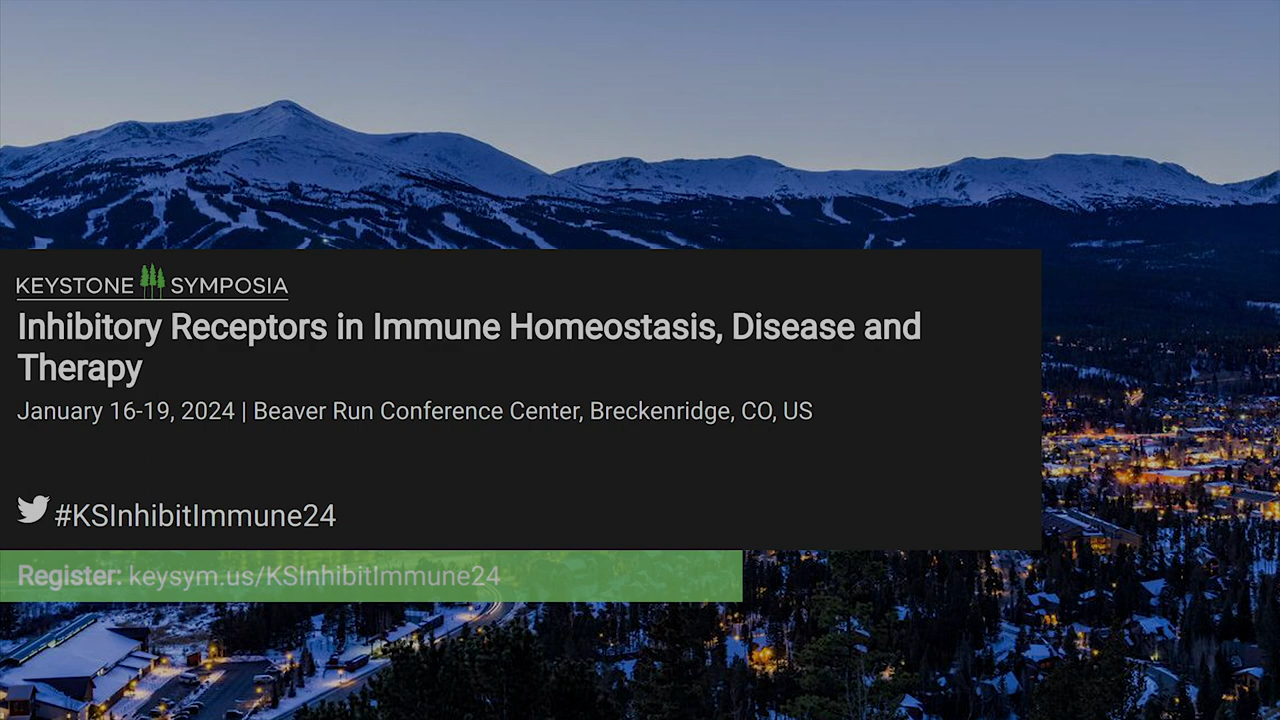 KEYSTONE SYMPOSIA
Inhibitory Receptors in Immune Homeostasis, Disease and
Therapy
January 16-19, 2024 | Beaver Run Conference Center, Breckenridge, CO, US
#KSInhibitImmune24
Register: keysym.us/KSInhibitImmune24